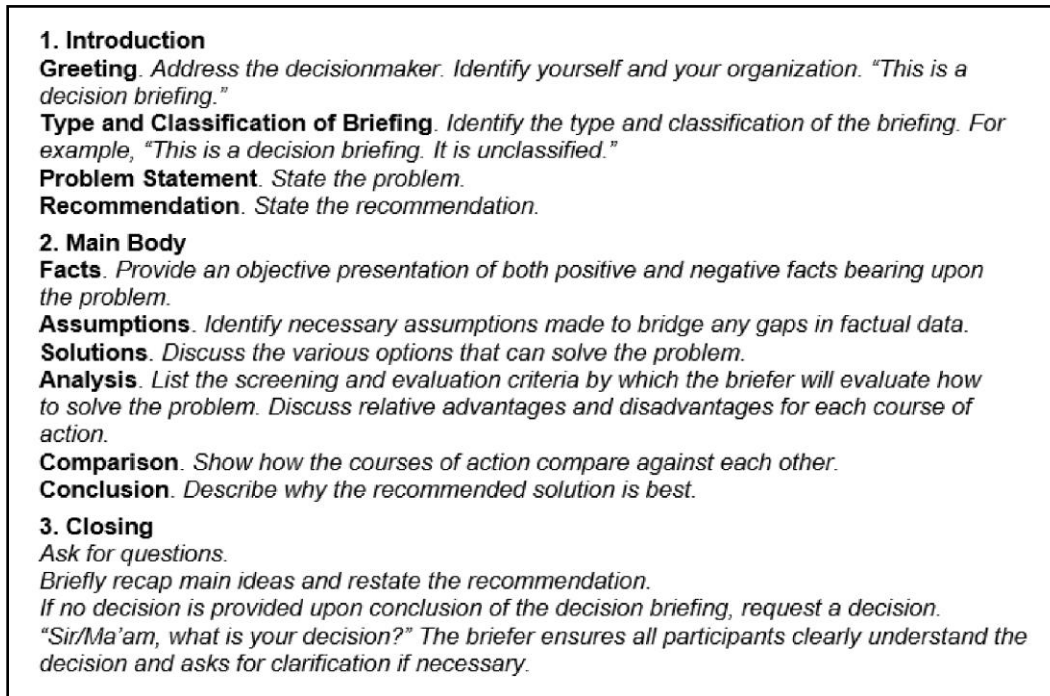 1. Introduction
Greeting. Address the decisionmaker. Identify yourself and your organization. “This is a
decision briefing.”
Type and Classification of Briefing. Identify the type and classification of the briefing. For
example, “This is a decision briefing. It is unclassified.”
Problem Statement. State the problem.
Recommendation. State the recommendation.
2. Main Body
Facts. Provide an objective presentation of both positive and negative facts bearing upon
the problem.
Assumptions. Identify necessary assumptions made to bridge any gaps in factual data.
Solutions. Discuss the various options that can solve the problem.
Analysis. List the screening and evaluation criteria by which the briefer will evaluate how
to solve the problem. Discuss relative advantages and disadvantages for each course of
action.
Comparison. Show how the courses of action compare against each other.
Conclusion. Describe why the recommended solution is best.
3. Closing
Ask for questions.
Briefly recap main ideas and restate the recommendation.
If no decision is provided upon conclusion of the decision briefing, request a decision.
“Sir/Ma’am, what is your decision?” The briefer ensures all participants clearly understand the
decision and asks for clarification if necessary.